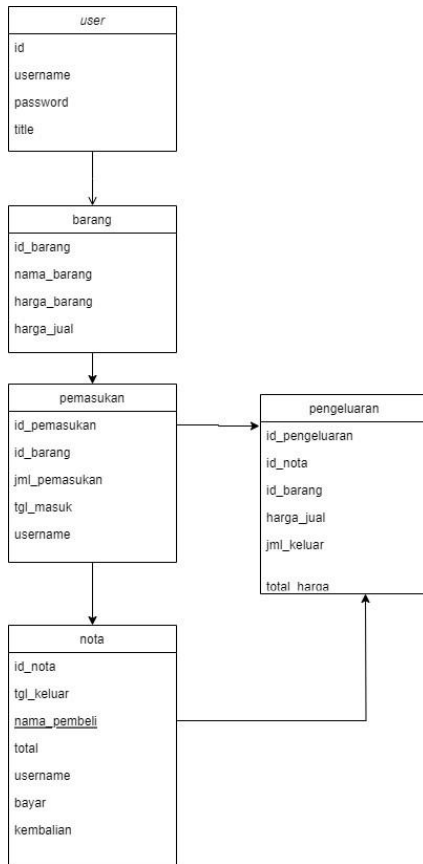 user
id
username
password
title
barang
id_barang
nama_barang
harga_barang
harga_jual
pemasukan
id_pemasukan
id_barang
jml_pemasukan
tgl_masuk
username
pengeluaran
id_pengeluaran
id_nota
id_barang
harga_jual
jml_keluar
total_harga
nota
id_nota
tgl_keluar
nama_pembeli
total
username
bayar
kembalian